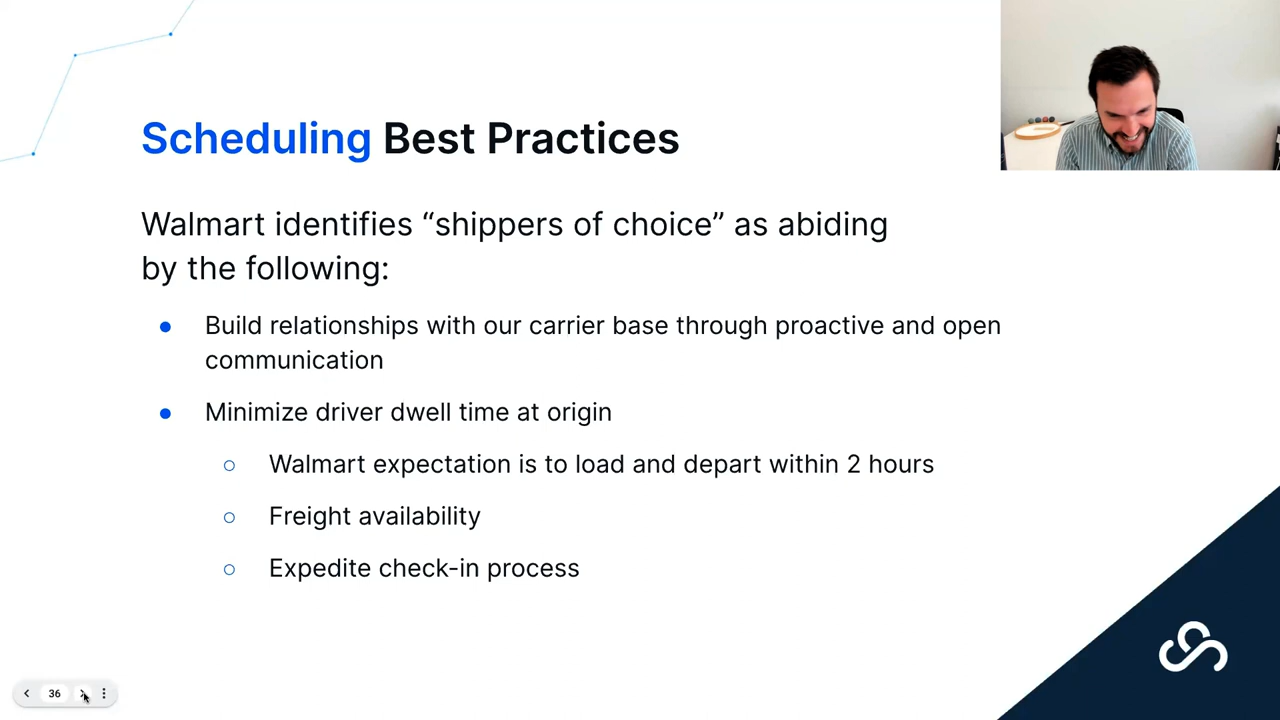 Scheduling Best Practices
Walmart identifies “shippers of choice” as abiding
by the following:
Build relationships with our carrier base through proactive and open
communication
Minimize driver dwell time at origin
Walmart expectation is to load and depart within 2 hours
Freight availability
Expedite check-in process
36